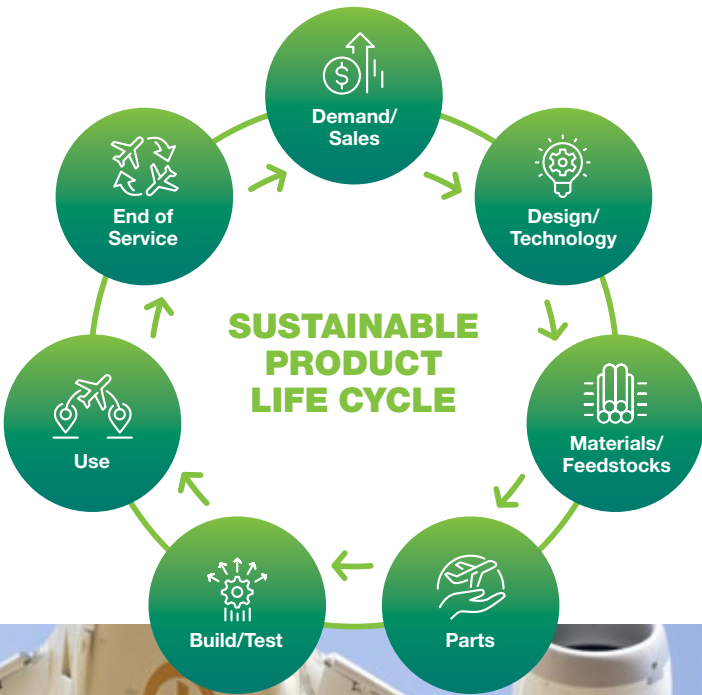 Demand/
Sales
Design/
Technology
Materials/
Feedstocks
Parts
Build/Test
Use
End of
Service
SUSTAINABLE
PRODUCT
LIFE CYCLE